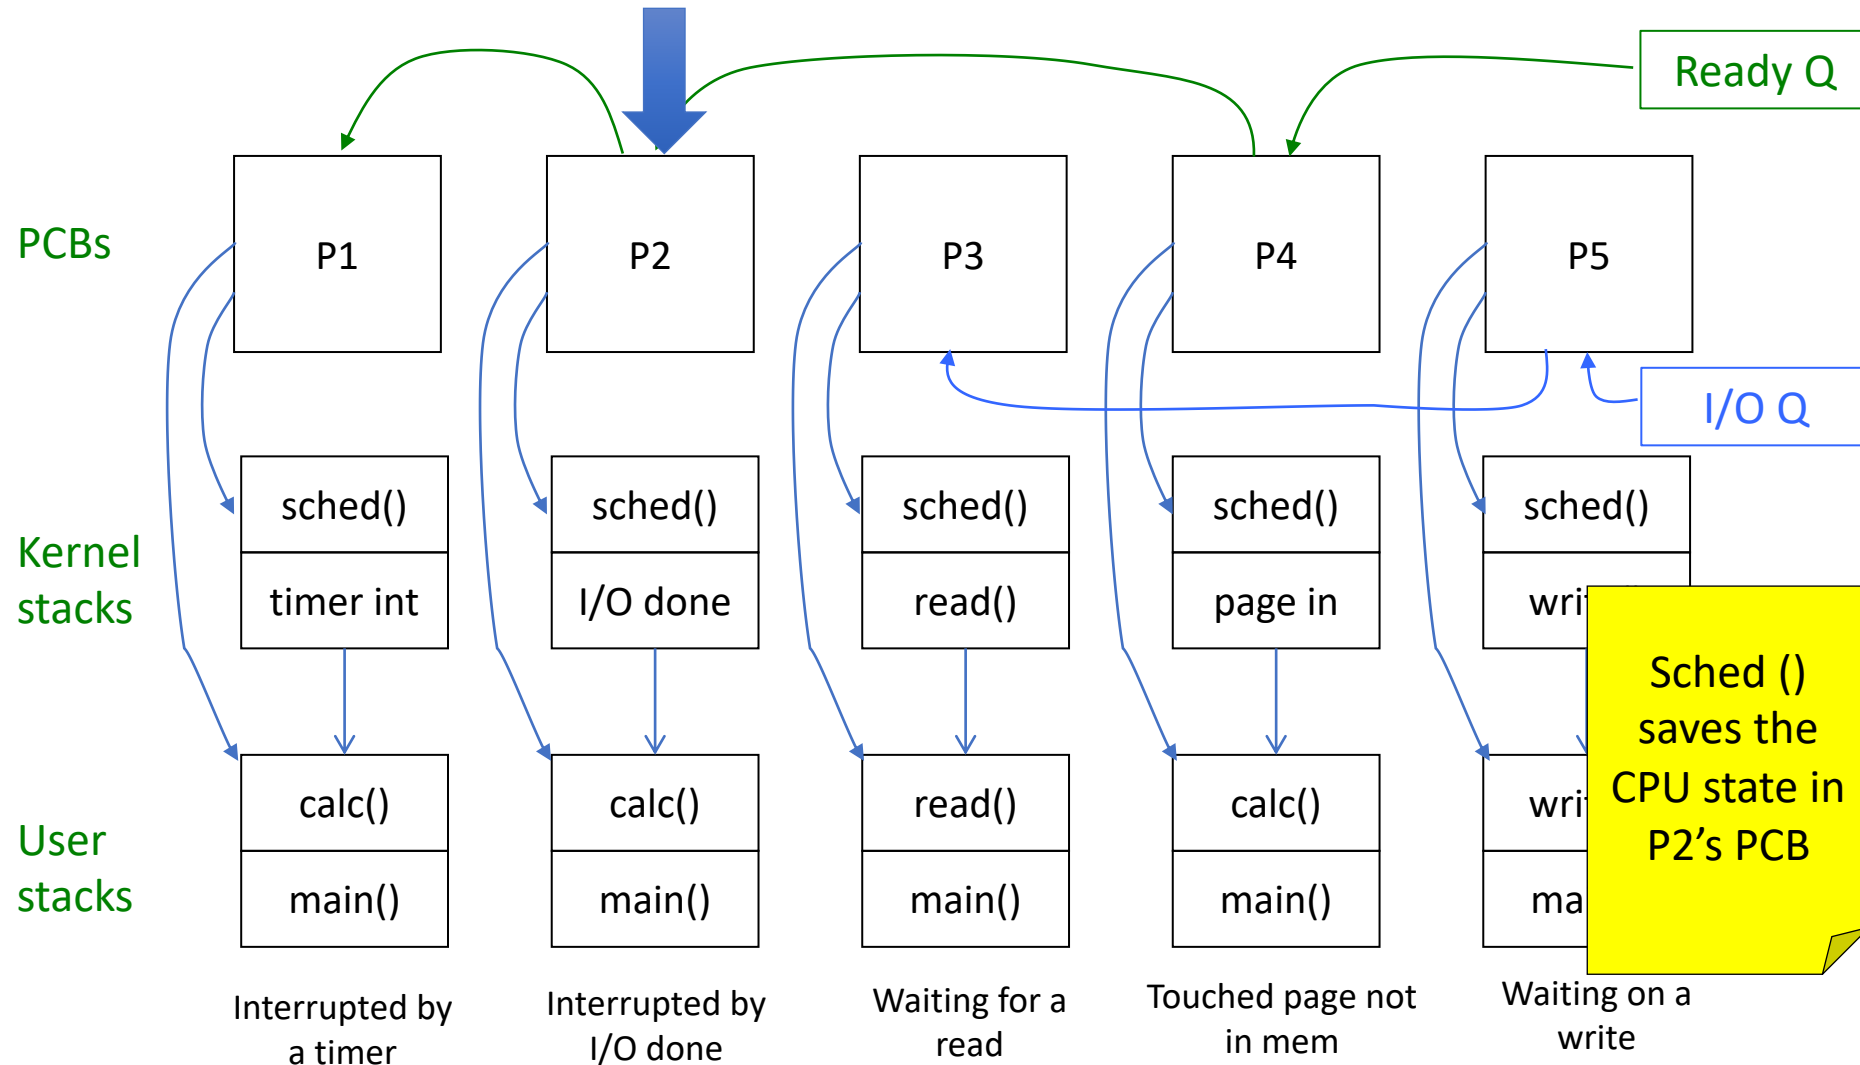 Ready Q
PCBs
P1
P2
P3
P4
P5
I/O Q
Kernel
stacks
sched()
sched()
sched()
sched()
sched()
timer int
I/O done
read()
page in
Sched ()
saves the
CPU state in
P2’s PCB
User
stacks
calc()
calc()
read()
calc()
main()
main()
main()
main()
Interrupted by
a timer
Interrupted by
I/O done
Waiting for a
read
Touched page not
in mem
Waiting on a
write